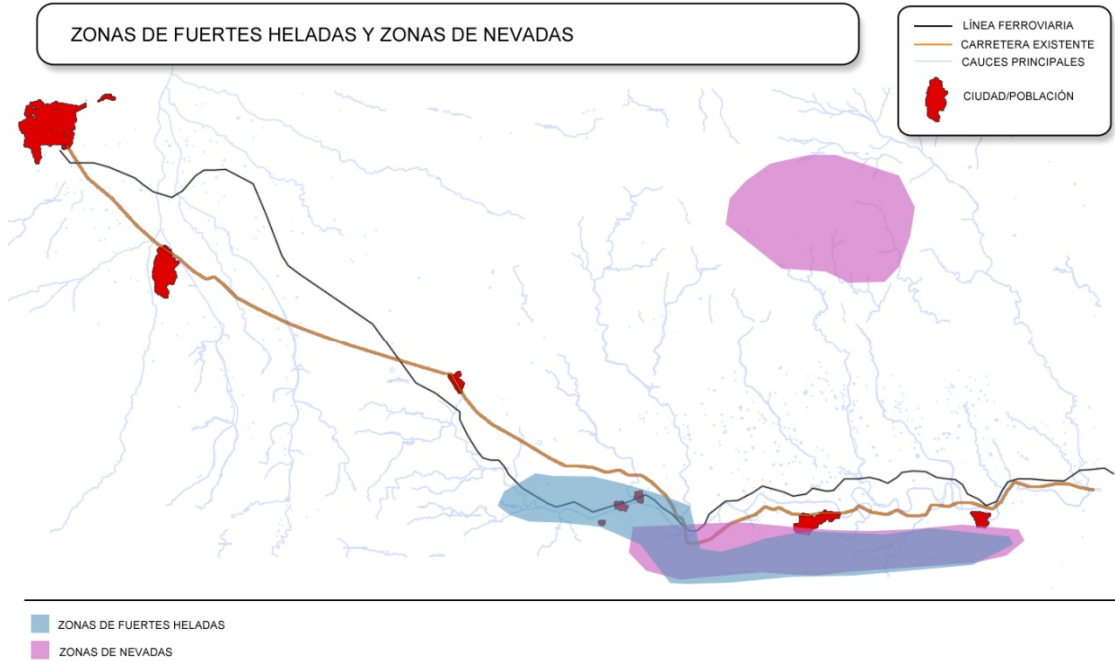 ZONAS DE FUERTES HELADAS Y ZONAS DE NEVADAS
LÍNEA FERROVIARIA
CARRETERA EXISTENTE
CAUCES PRINCIPALES
CIUDAD/POBLACIÓN
ZONAS DE FUERTES HELADAS
ZONAS DE NEVADAS